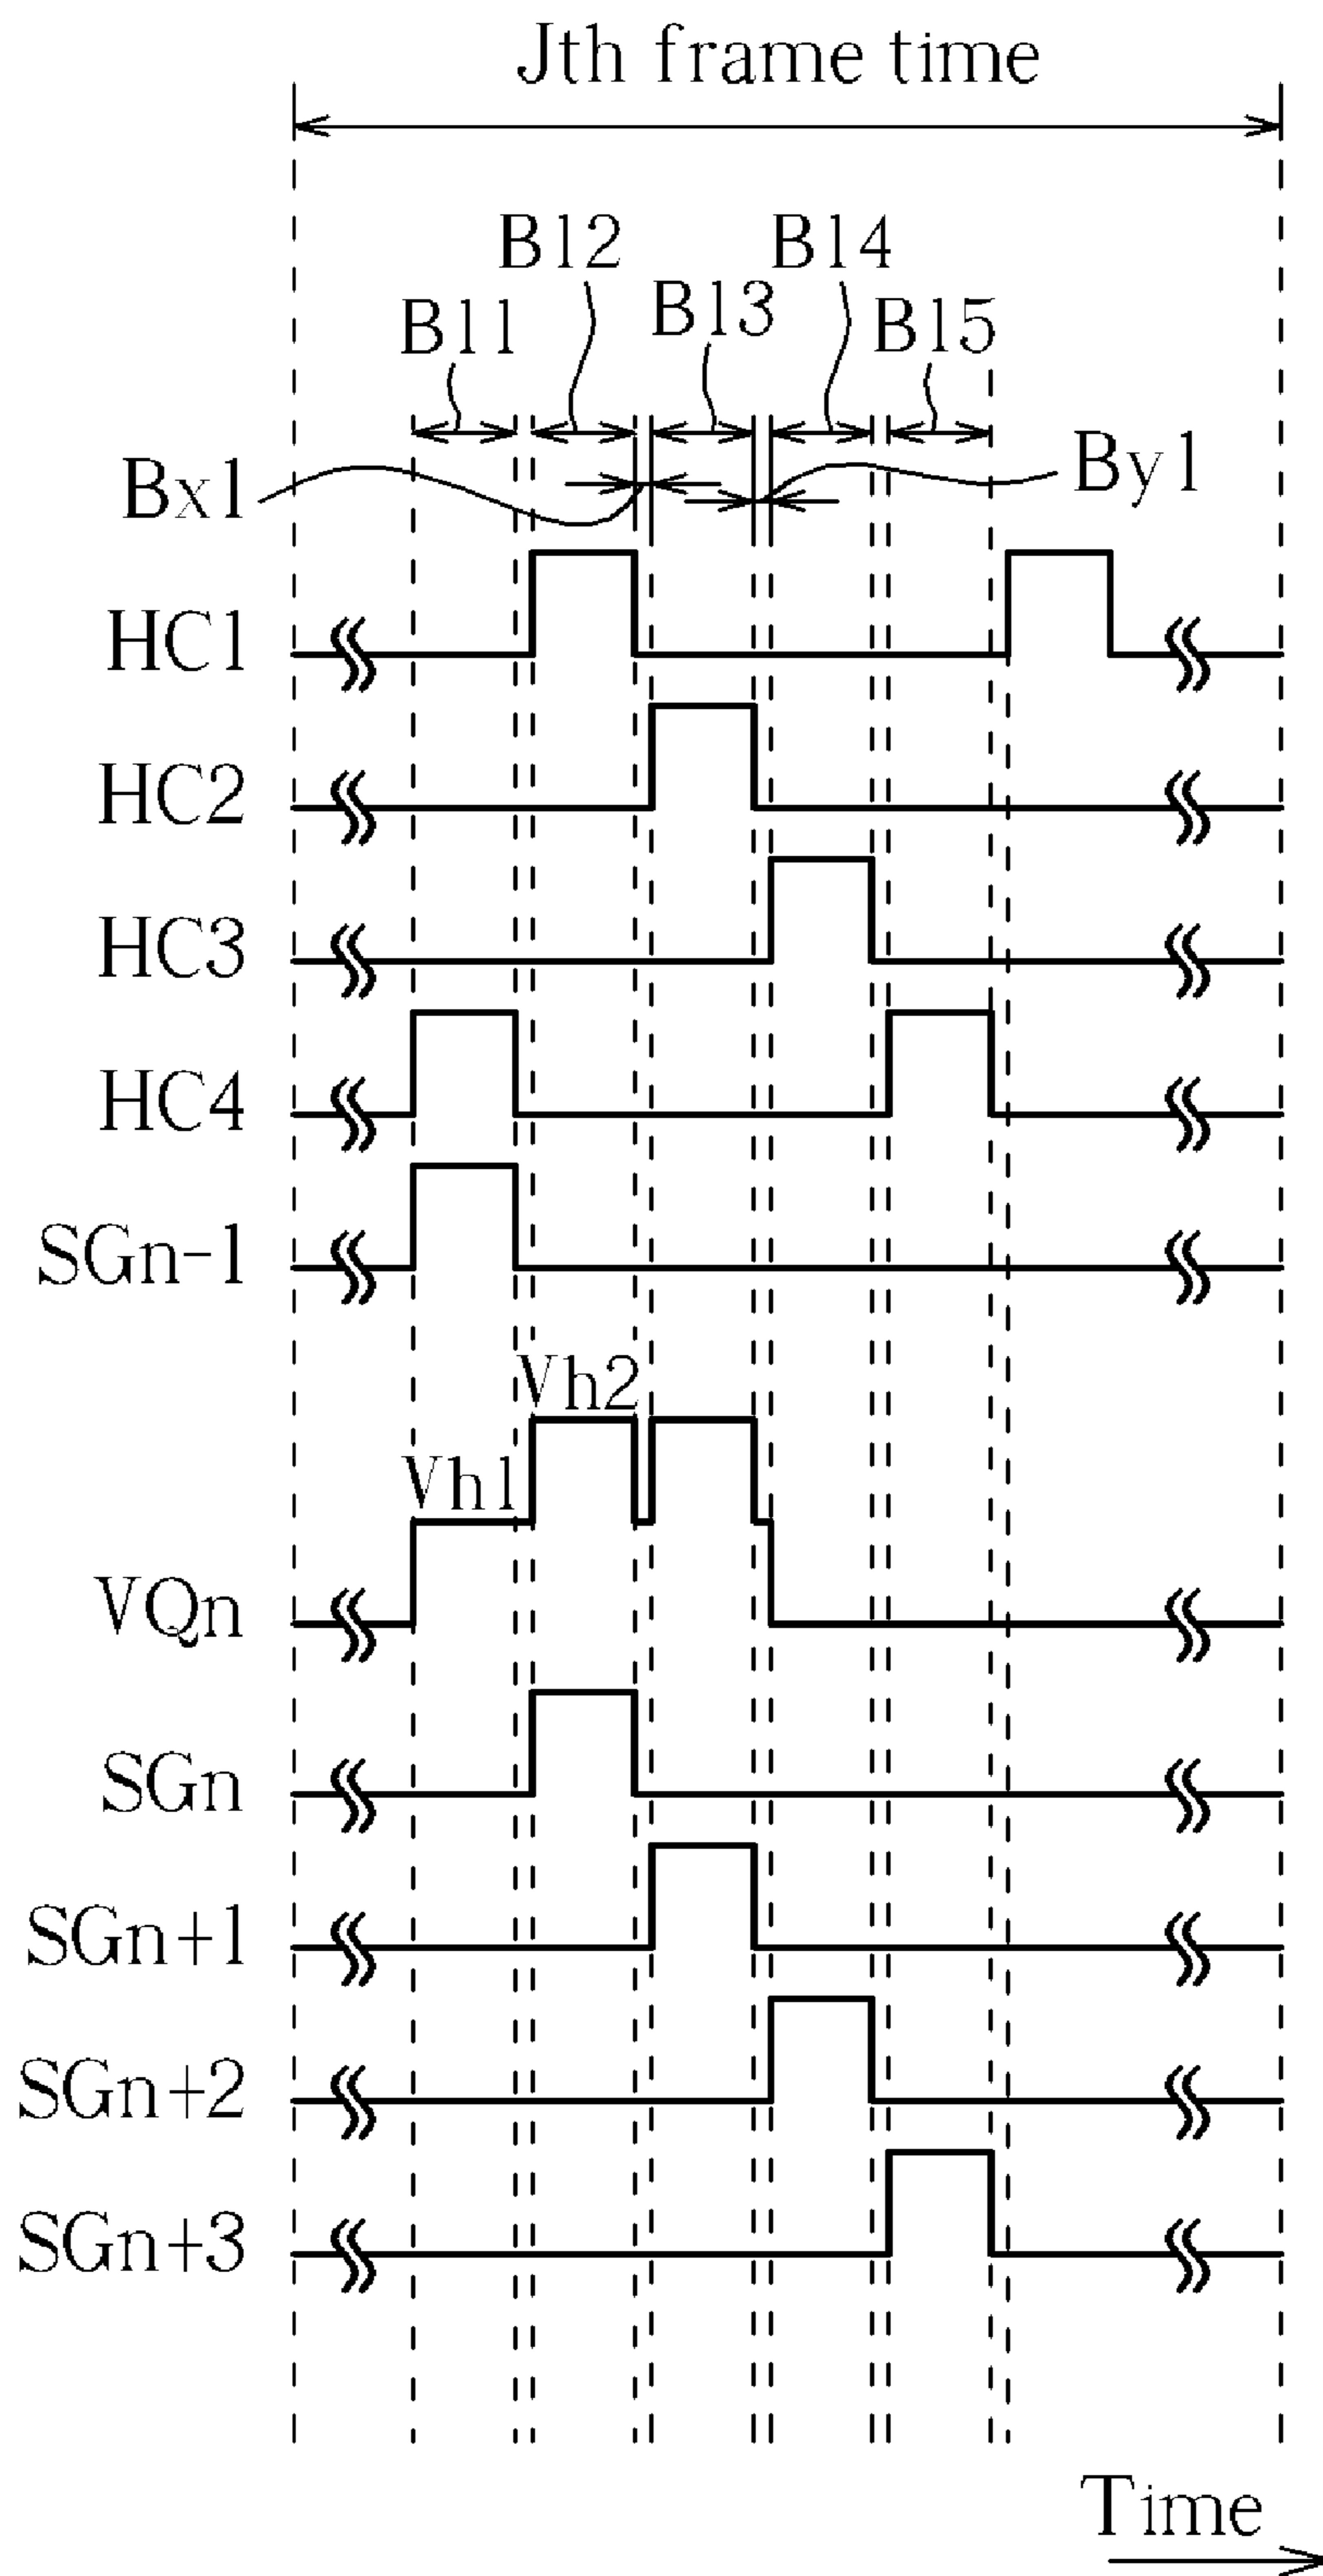 Jth frame time
B12 B14
B11 B13 B15
Bx1 By1
HC1
HC2
HC3
HC4
SGn-1
Vh2
Vh1
VQn
SGn
SGn+1
SGn+2
SGn+3
Time